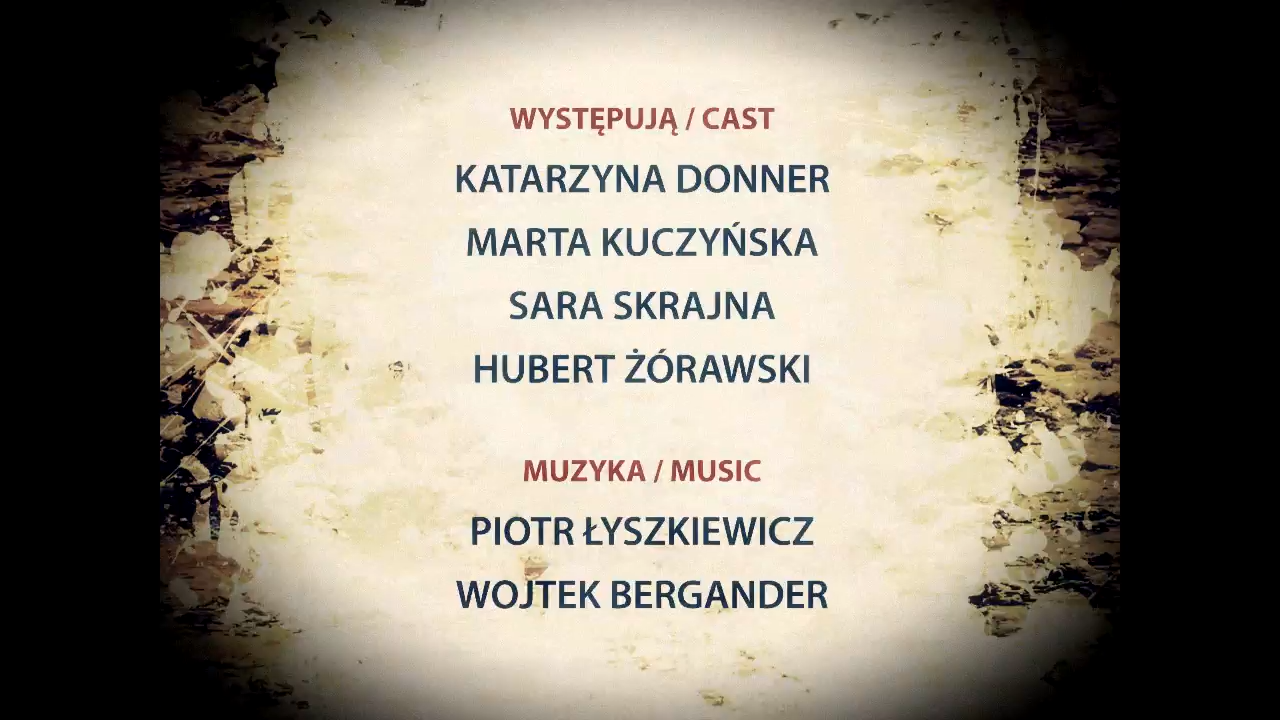 WYSTĘPUJĄ / CAST
KATARZYNA DONNER
MARTA KUCZYŃSKA
SARA SKRAJNA
HUBERT ŻÓRAWSKI
MUZYKA / MUSIC
PIOTR ŁYSZKIEWICZ
WOJTEK BERGANDER